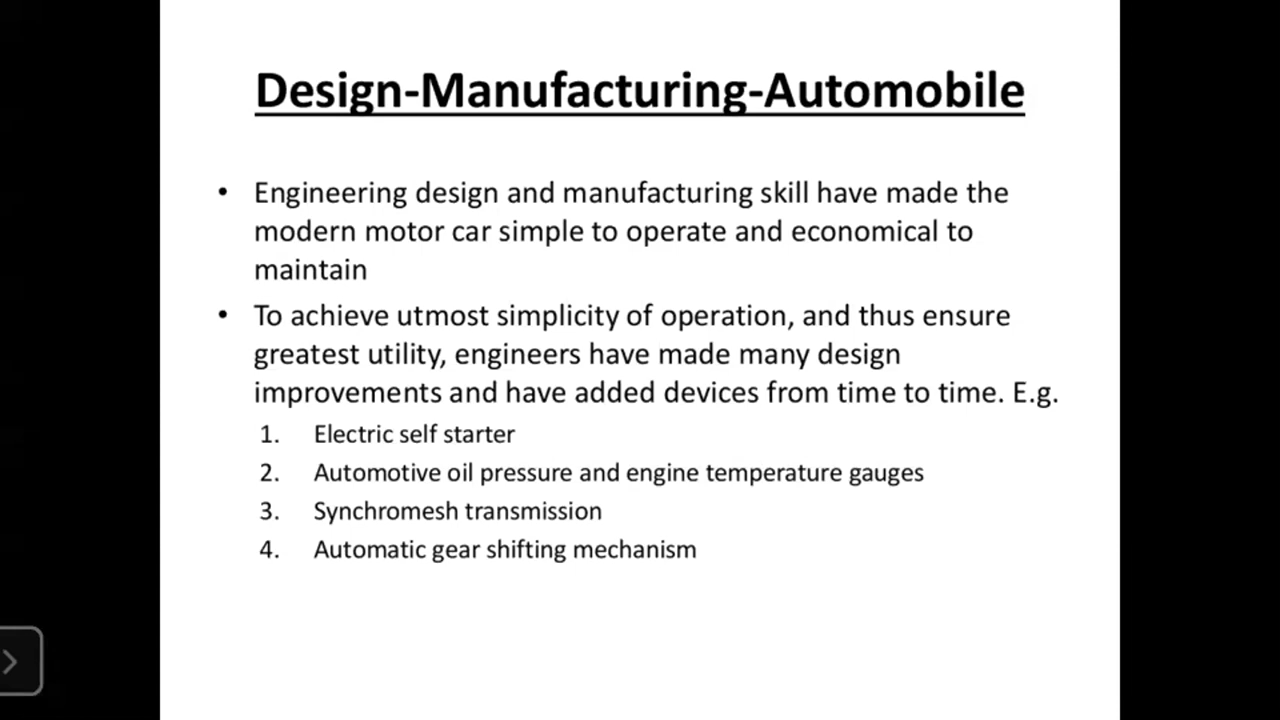 Design-Manufacturing-Automobile
• Engineering design and manufacturing skill have made the
modern motor car simple to operate and economical to
maintain
• To achieve utmost simplicity of operation, and thus ensure
greatest utility, engineers have made many design
improvements and have added devices from time to time. E.g.
1. Electric self starter
2. Automotive oil pressure and engine temperature gauges
3. Synchromesh transmission
4. Automatic gear shifting mechanism